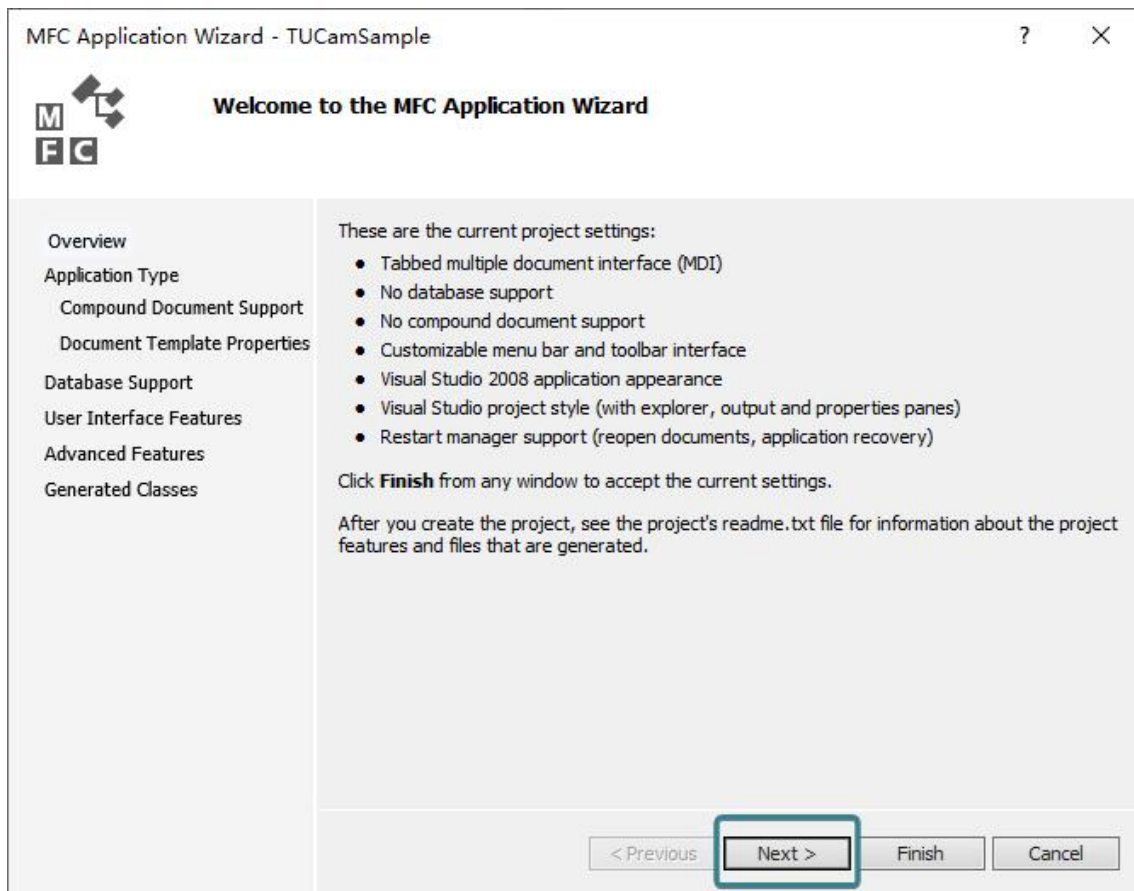 MFC Application Wizard - TUCamSample ? ×
M
F C
Welcome to the MFC Application Wizard
Overview
Application Type
Compound Document Support
Document Template Properties
Database Support
User Interface Features
Advanced Features
Generated Classes
These are the current project settings:
• Tabbed multiple document interface (MDI)
• No database support
• No compound document support
• Customizable menu bar and toolbar interface
• Visual Studio 2008 application appearance
• Visual Studio project style (with explorer, output and properties panes)
• Restart manager support (reopen documents, application recovery)
Click Finish from any window to accept the current settings.
After you create the project, see the project's readme.txt file for information about the project
features and files that are generated.
< Previous Next > Finish Cancel